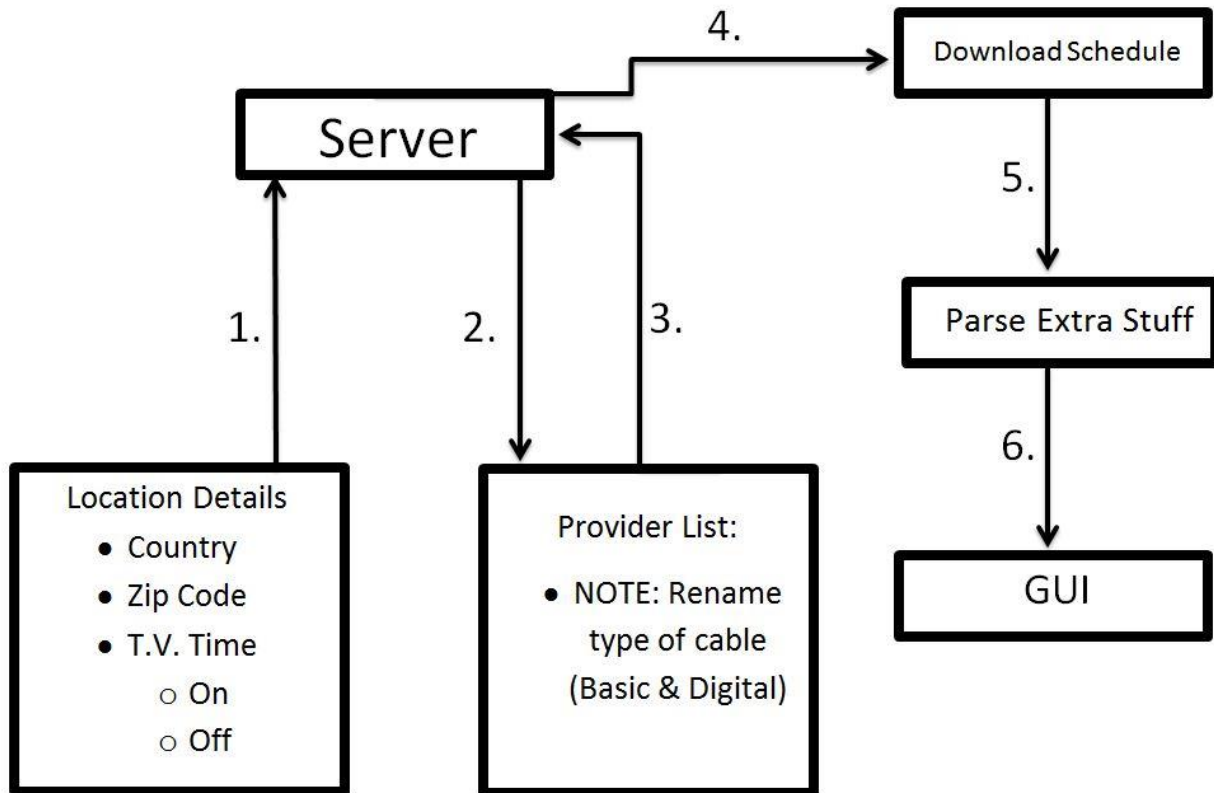 4.
Download Schedule
Server
5.
1.
2.
3.
Parse Extra Stuff
6.
Location Details
● Country
● Zip Code
● T.V. Time
○ On
○ Off
Provider List:
● NOTE: Rename
type of cable
(Basic & Digital)
GUI